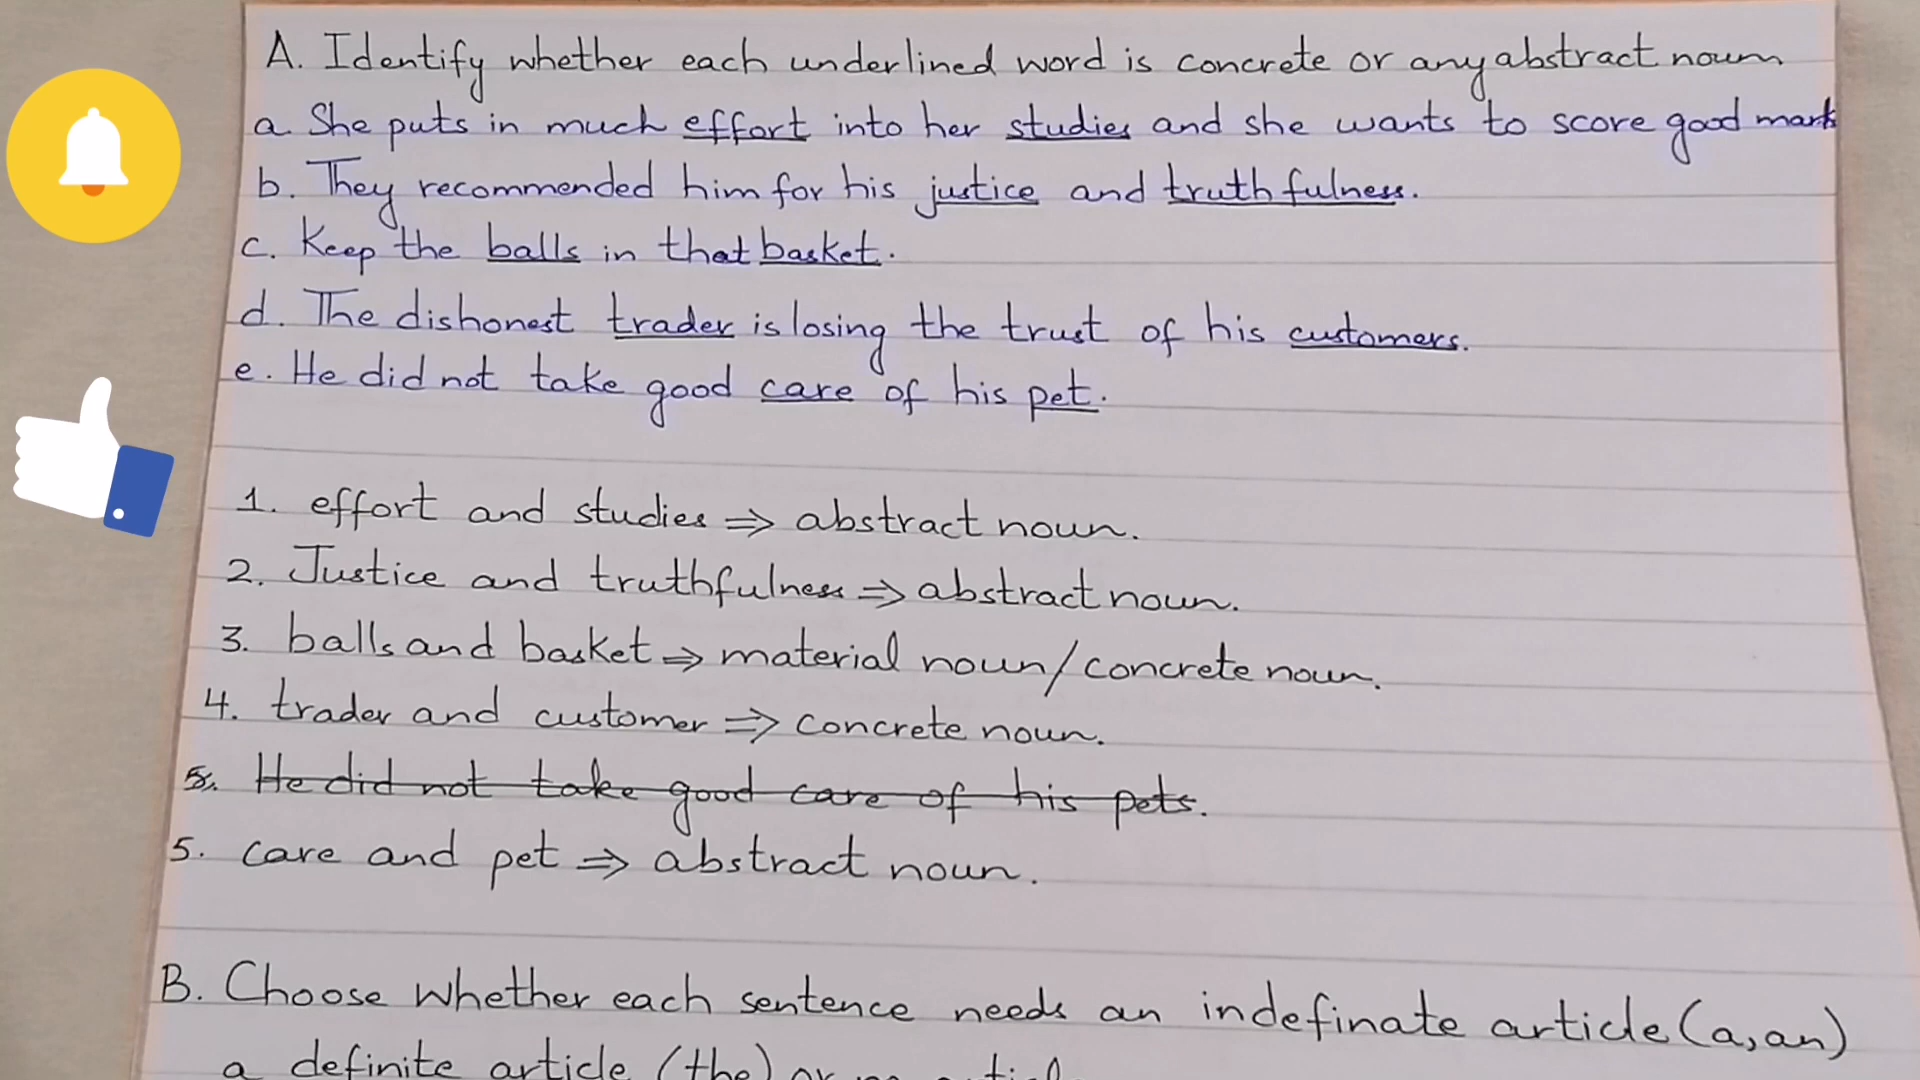 A. Identify whether each underlined word is concrete or any abstract noun
a. She puts in much effort into her studies and she wants to score good mark
b. They recommended him for his justice and truthfulness.
c. Keep the balls in that basket.
d. The dishonest trader is losing the trust of his customers.
e. He did not take good care of his pet.
1. effort and studies ⇒ abstract noun.
2. Justice and truthfulness ⇒ abstract noun.
3. balls and basket ⇒ material noun/concrete noun.
4. trader and customer ⇒ concrete noun.
5. He did not take good care of his pets.
5. care and pet ⇒ abstract noun.
B. Choose whether each sentence needs an indefinate article (a, an)
a definite article (the) or